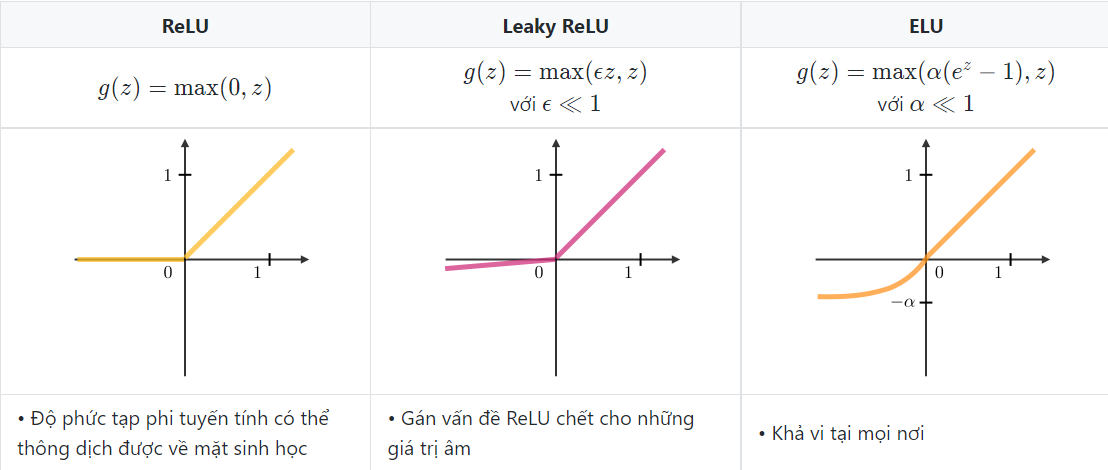 ReLU
Leaky ReLU
ELU
g(z) = max(0, z)
g(z) = max(ϵz, z)
với ϵ ≪ 1
g(z) = max(α(e^z − 1), z)
với α ≪ 1
1
0
1
1
0
1
1
0
1
−α
• Độ phức tạp phi tuyến tính có thể
thông dịch được về mặt sinh học
• Gán vấn đề ReLU chết cho những
giá trị âm
• Khả vi tại mọi nơi